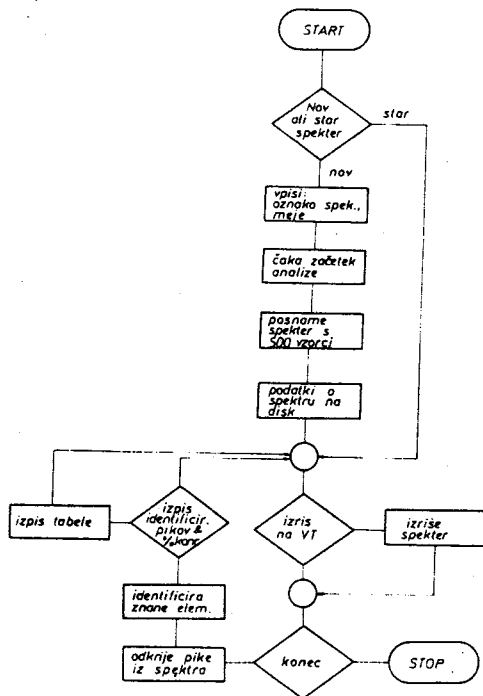 START
Nov
ali star
spekter
star
nov
vpisi:
oznako spek.,
meje
čaka začetek
analize
posname
spekter s
500 vzorci
podatki o
spektru na
disk
izpis tabele
izpis
identificir.
pikov &
% konc.
izris
na VT
izriše
spekter
identificira
znane elem.
odkrije pike
iz spektra
konec
STOP